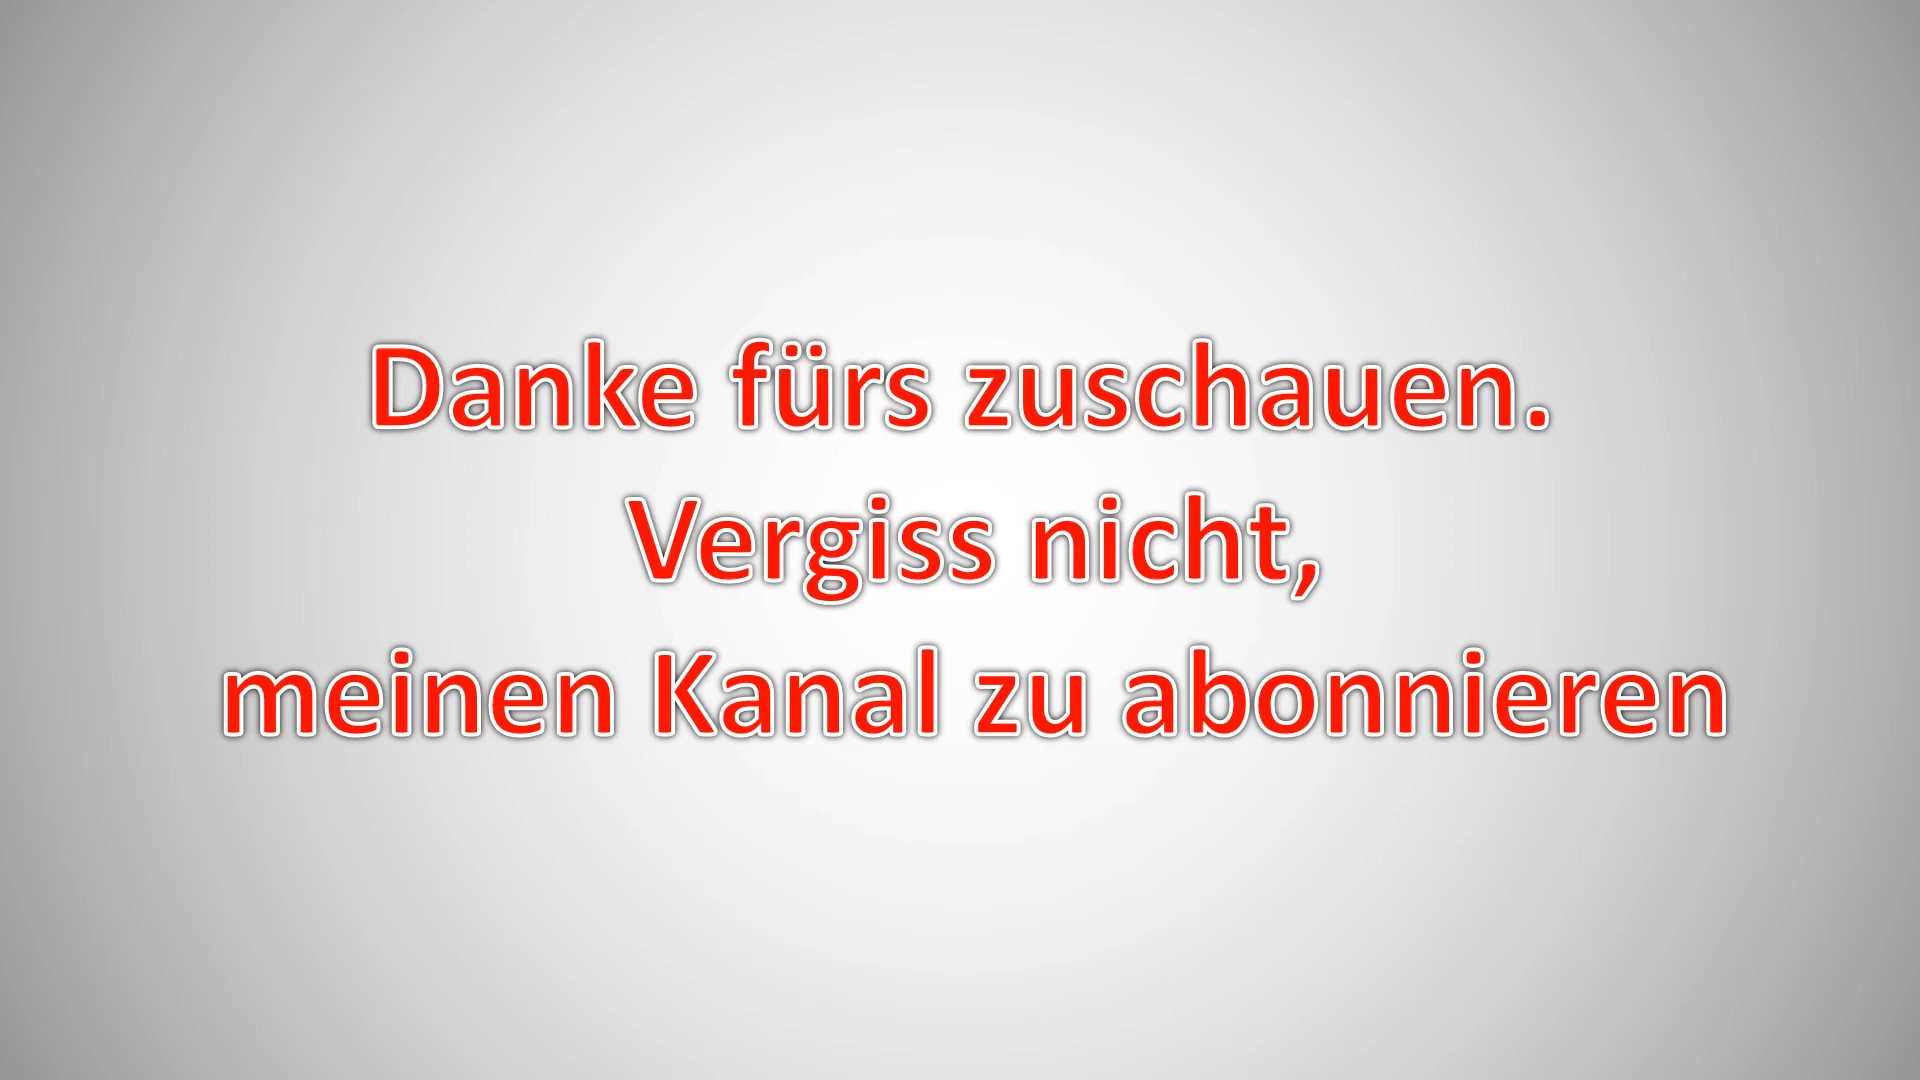 Danke fürs zuschauen.
Vergiss nicht,
meinen Kanal zu abonnieren